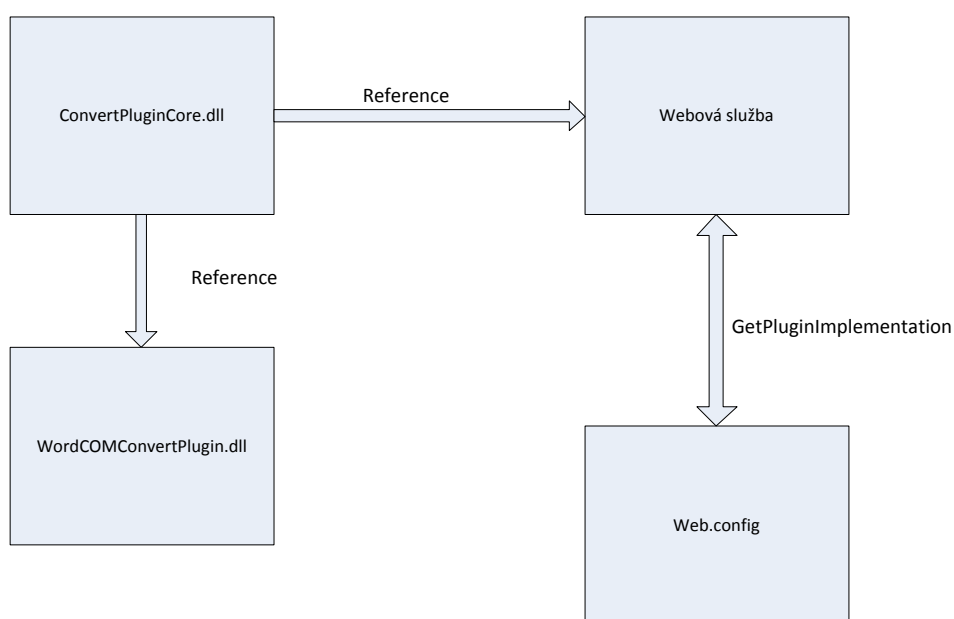 ConvertPluginCore.dll
Reference
Webová služba
Reference
GetPluginImplementation
WordCOMConvertPlugin.dll
Web.config